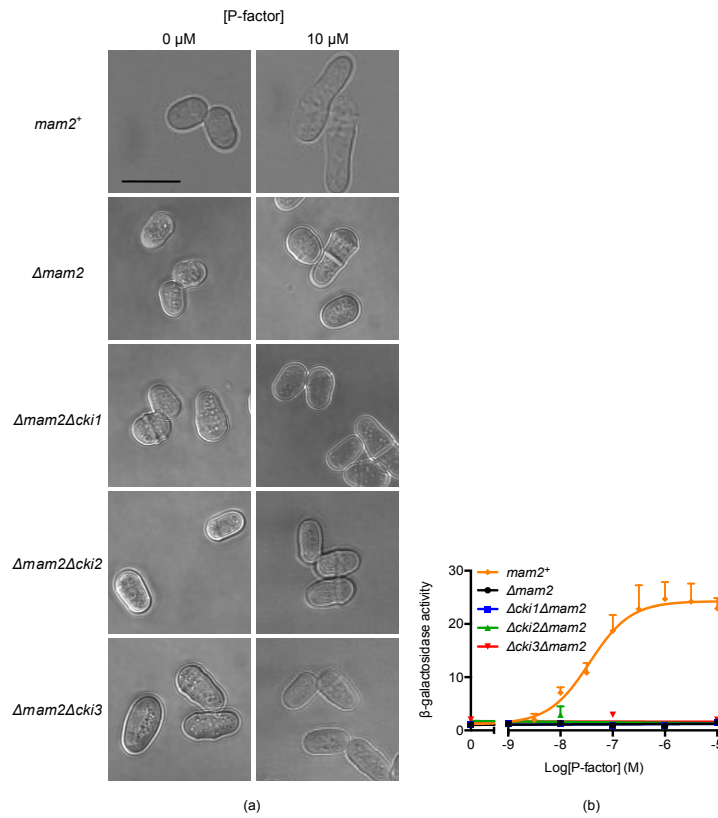 [P-factor]
0 µM 10 µM
mam2⁺
Δmam2
Δmam2Δcki1
Δmam2Δcki2
Δmam2Δcki3
(a)
mam2⁺
Δmam2
Δcki1Δmam2
Δcki2Δmam2
Δcki3Δmam2
β-galactosidase activity
30
20
10
0
0 -9 -8 -7 -6 -5
Log[P-factor] (M)
(b)